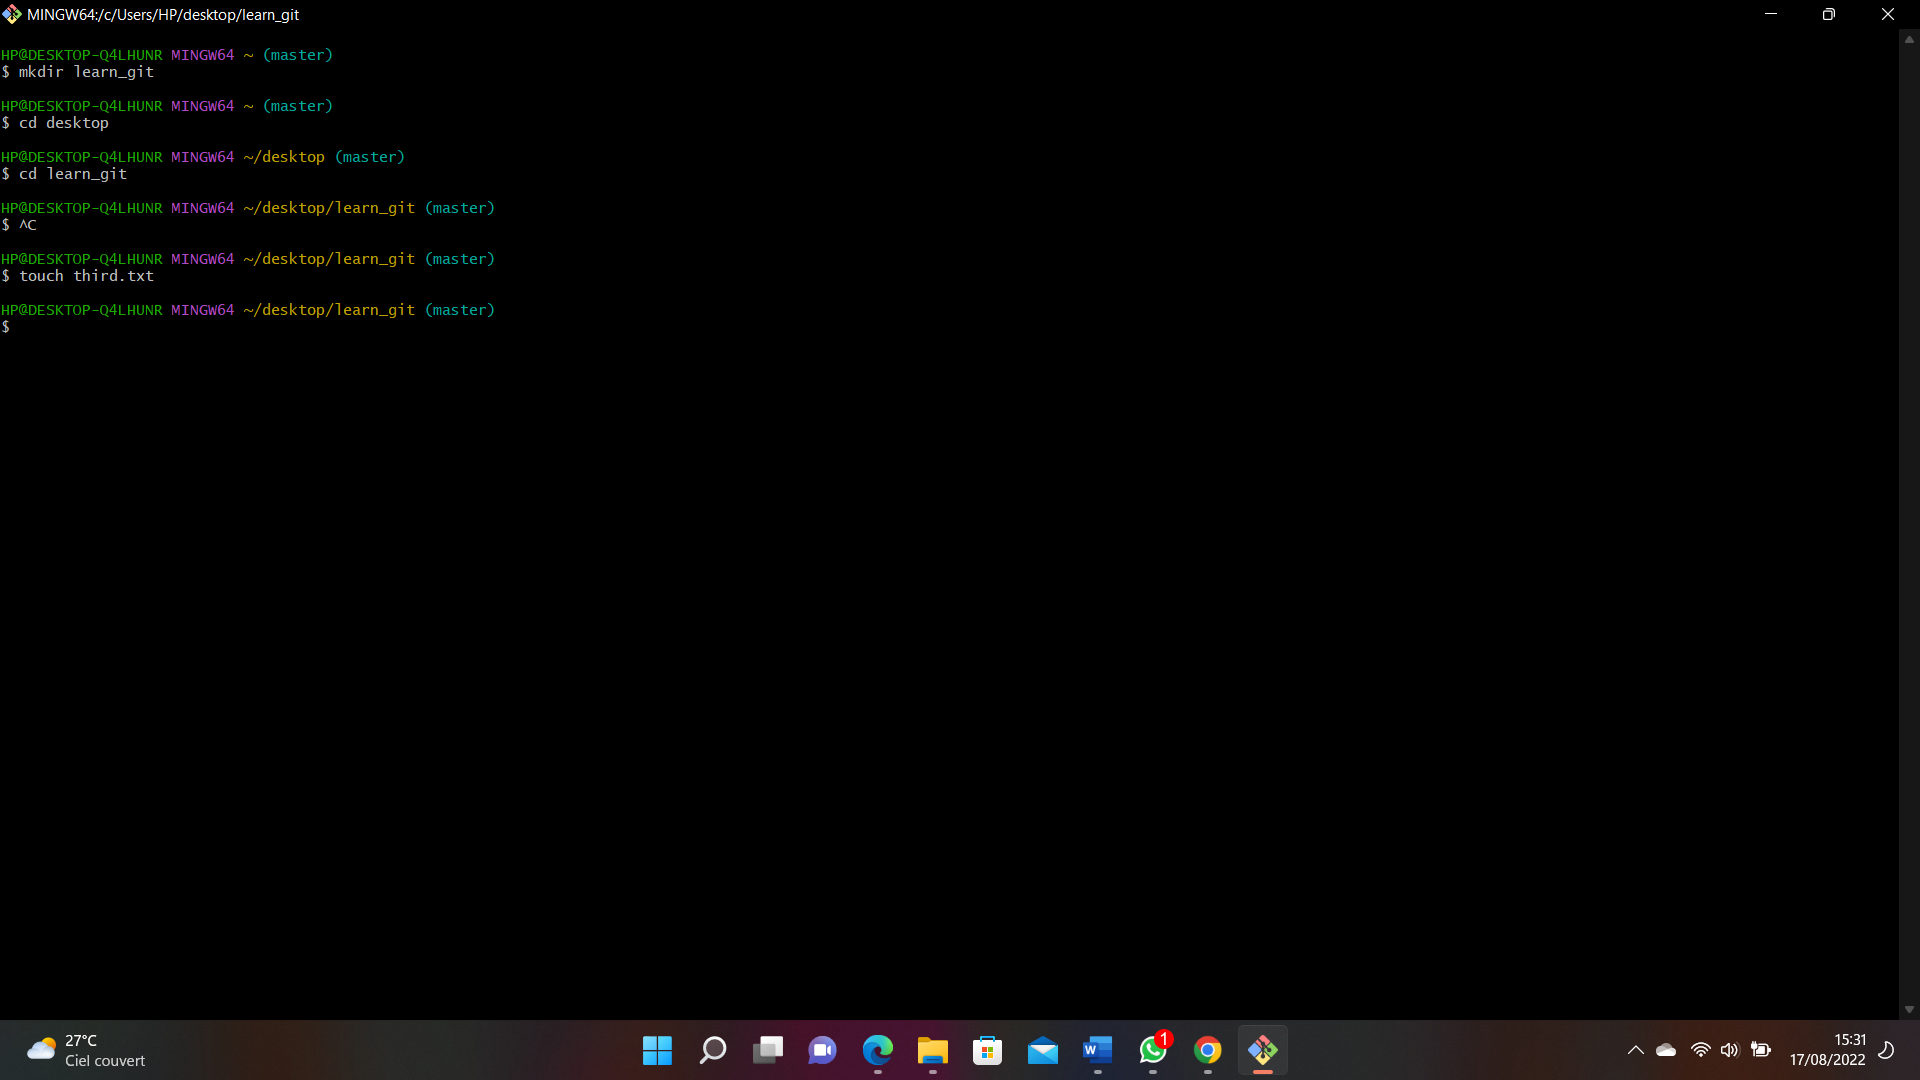 MINGW64:/c/Users/HP/desktop/learn_git
HP@DESKTOP-Q4LHUNR MINGW64 ~ (master)
$ mkdir learn_git
HP@DESKTOP-Q4LHUNR MINGW64 ~ (master)
$ cd desktop
HP@DESKTOP-Q4LHUNR MINGW64 ~/desktop (master)
$ cd learn_git
HP@DESKTOP-Q4LHUNR MINGW64 ~/desktop/learn_git (master)
$ ^C
HP@DESKTOP-Q4LHUNR MINGW64 ~/desktop/learn_git (master)
$ touch third.txt
HP@DESKTOP-Q4LHUNR MINGW64 ~/desktop/learn_git (master)
$
27°C
Ciel couvert
W
1
15:31
17/08/2022